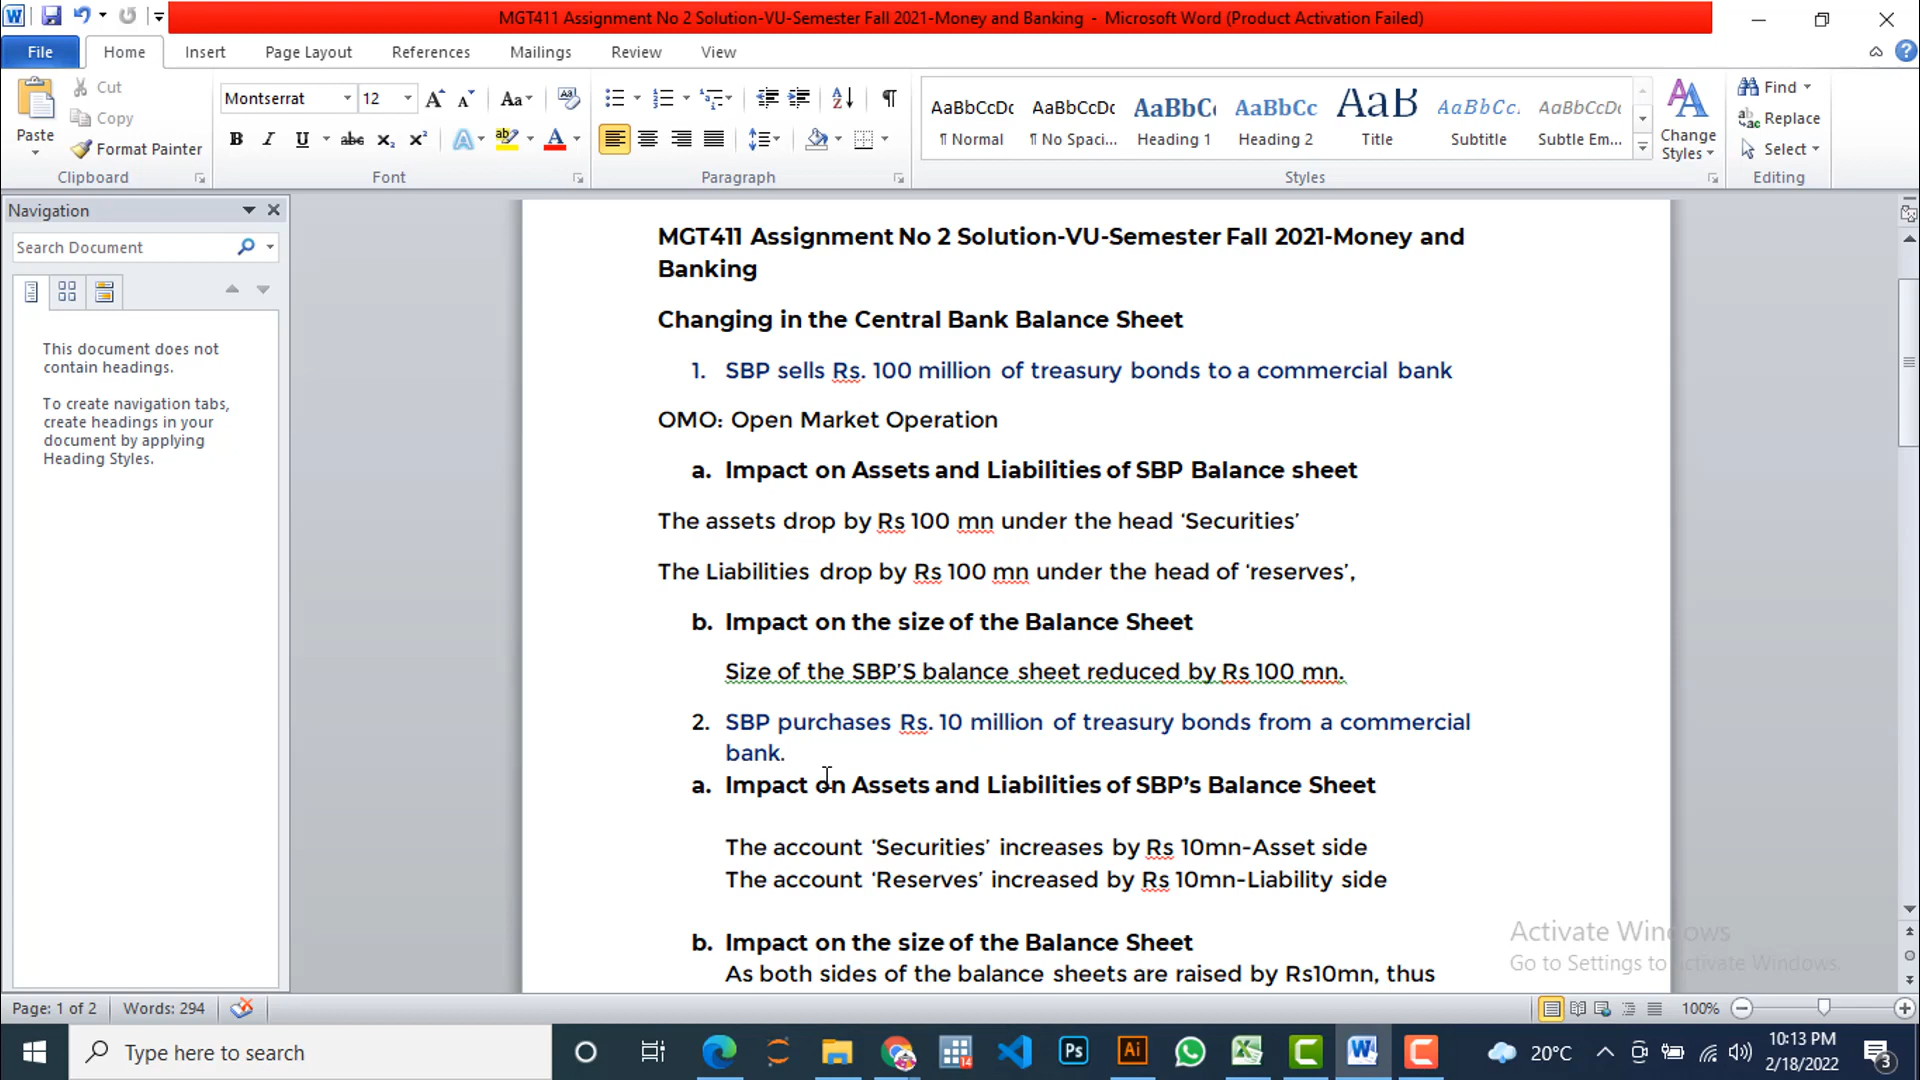 MGT411 Assignment No 2 Solution-VU-Semester Fall 2021-Money and Banking - Microsoft Word (Product Activation Failed)
File Home Insert Page Layout References Mailings Review View
Paste
Cut
Copy
Format Painter
Clipboard
Montserrat 12
Font
Paragraph
AaBbCcDc AaBbCcDc AaBbC AaBbCc AaB AaBbCc. AaBbCcDc
¶ Normal ¶ No Spaci... Heading 1 Heading 2 Title Subtitle Subtle Em...
Styles
Change Styles
Find
Replace
Select
Editing
Navigation
Search Document
This document does not
contain headings.
To create navigation tabs,
create headings in your
document by applying
Heading Styles.
MGT411 Assignment No 2 Solution-VU-Semester Fall 2021-Money and
Banking
Changing in the Central Bank Balance Sheet
1. SBP sells Rs. 100 million of treasury bonds to a commercial bank
OMO: Open Market Operation
a. Impact on Assets and Liabilities of SBP Balance sheet
The assets drop by Rs 100 mn under the head ‘Securities’
The Liabilities drop by Rs 100 mn under the head of ‘reserves’,
b. Impact on the size of the Balance Sheet
Size of the SBP’S balance sheet reduced by Rs 100 mn.
2. SBP purchases Rs. 10 million of treasury bonds from a commercial
bank.
a. Impact on Assets and Liabilities of SBP’s Balance Sheet
The account ‘Securities’ increases by Rs 10mn-Asset side
The account ‘Reserves’ increased by Rs 10mn-Liability side
b. Impact on the size of the Balance Sheet
As both sides of the balance sheets are raised by Rs10mn, thus
Activate Windows
Go to Settings to Activate Windows.
Page: 1 of 2 Words: 294
100%
Type here to search
Ps
Ai
20°C
10:13 PM
2/18/2022
3